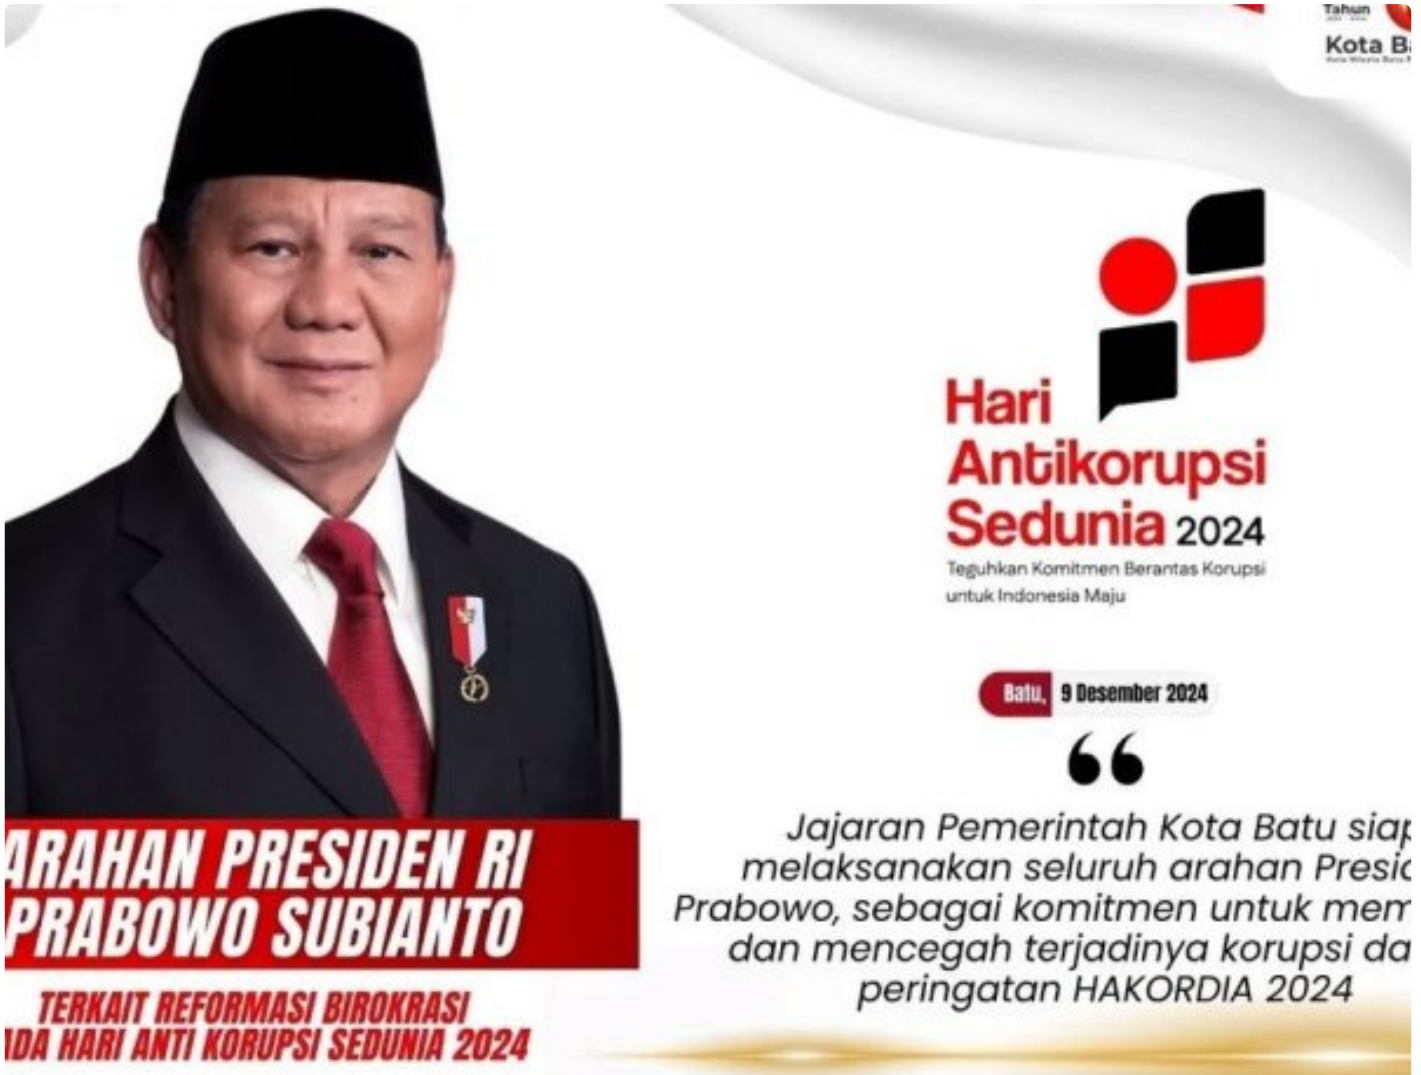 Tahun
Kota Ba
Hari
Antikorupsi
Sedunia 2024
Teguhkan Komitmen Berantas Korupsi
untuk Indonesia Maju
Batu, 9 Desember 2024
“
Jajaran Pemerintah Kota Batu siap
melaksanakan seluruh arahan Presid
Prabowo, sebagai komitmen untuk mem
dan mencegah terjadinya korupsi da
peringatan HAKORDIA 2024
ARAHAN PRESIDEN RI
PRABOWO SUBIANTO
TERKAIT REFORMASI BIROKRASI
DA HARI ANTI KORUPSI SEDUNIA 2024